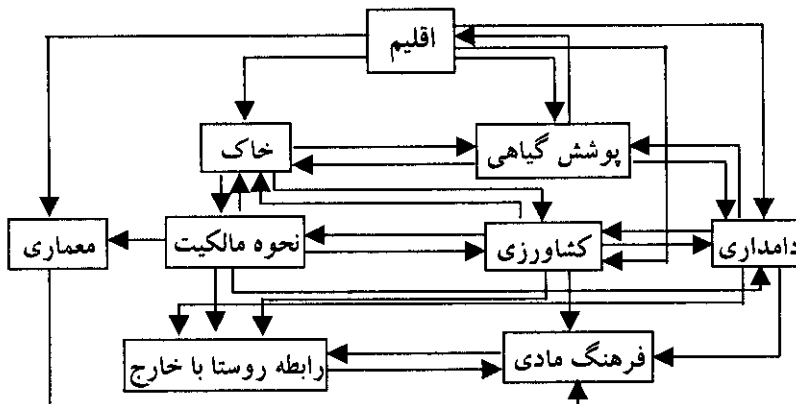 اقلیم
خاک
پوشش گیاهی
معماری
نحوه مالکیت
کشاورزی
دامداری
رابطه روستا با خارج
فرهنگ مادی